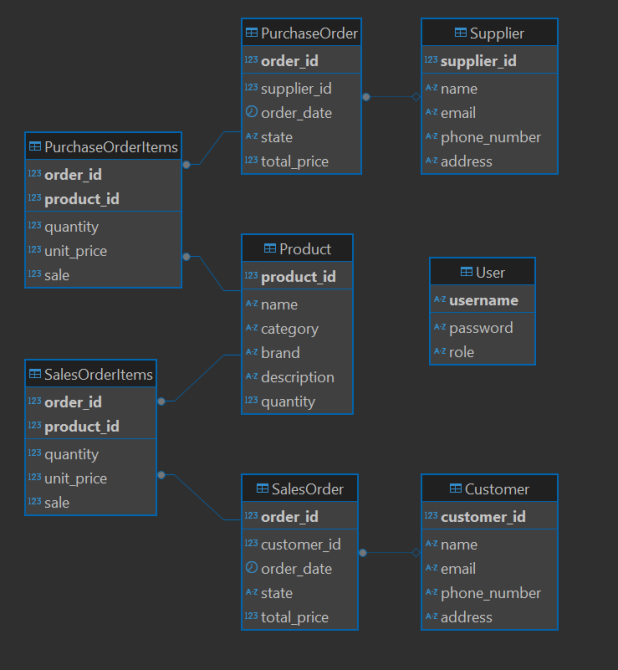 PurchaseOrder
123 order_id
123 supplier_id
order_date
A-Z state
123 total_price
Supplier
123 supplier_id
A-Z name
A-Z email
A-Z phone_number
A-Z address
PurchaseOrderItems
123 order_id
123 product_id
123 quantity
123 unit_price
123 sale
Product
123 product_id
A-Z name
A-Z category
A-Z brand
A-Z description
123 quantity
User
A-Z username
A-Z password
A-Z role
SalesOrderItems
123 order_id
123 product_id
123 quantity
123 unit_price
123 sale
SalesOrder
123 order_id
123 customer_id
order_date
A-Z state
123 total_price
Customer
123 customer_id
A-Z name
A-Z email
A-Z phone_number
A-Z address